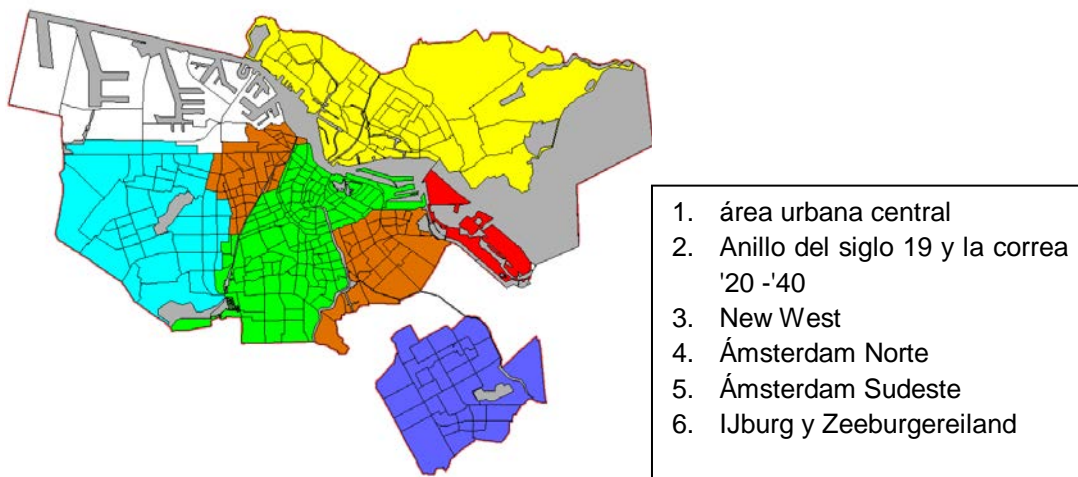 1. área urbana central
2. Anillo del siglo 19 y la correa
'20 -'40
3. New West
4. Ámsterdam Norte
5. Ámsterdam Sudeste
6. IJburg y Zeeburgereiland